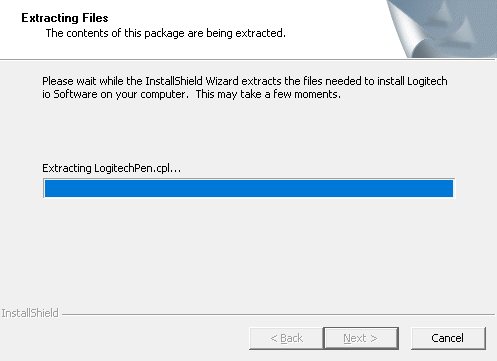 Extracting Files
The contents of this package are being extracted.
Please wait while the InstallShield Wizard extracts the files needed to install Logitech
io Software on your computer.  This may take a few moments.
Extracting LogitechPen.cpl...
InstallShield
< Back
Next >
Cancel